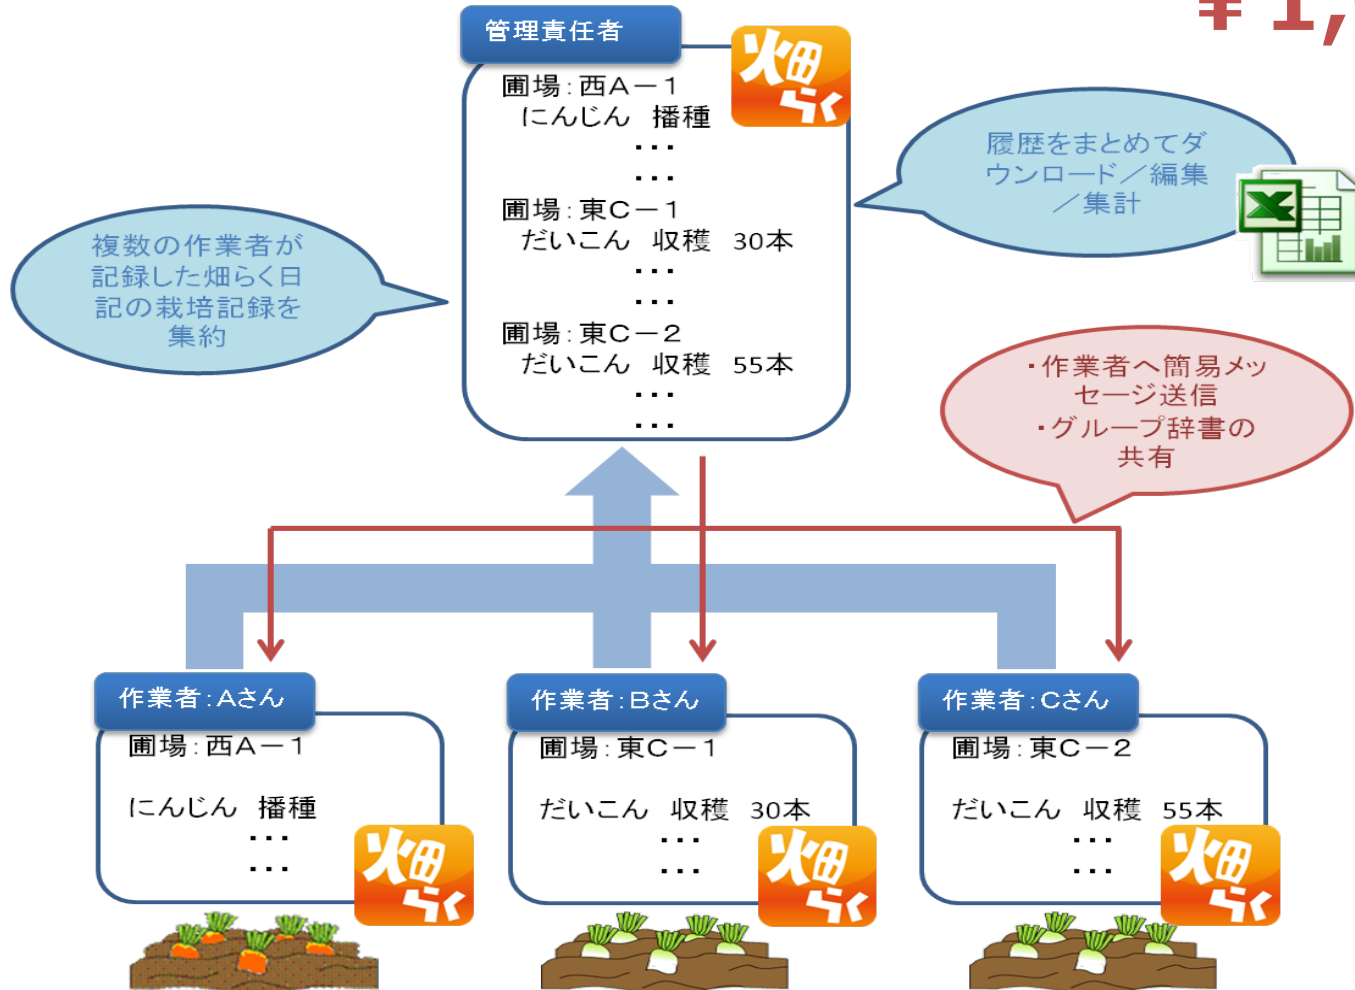 ¥1,
管理責任者
畑
らく
圃場:西A－1
にんじん 播種
・・・
・・・
圃場:東C－1
だいこん 収穫 30本
・・・
・・・
圃場:東C－2
だいこん 収穫 55本
・・・
・・・
履歴をまとめてダ
ウンロード／編集
／集計
X
複数の作業者が
記録した畑らく日
記の栽培記録を
集約
・作業者へ簡易メッ
セージ送信
・グループ辞書の
共有
作業者:Aさん
圃場:西A－1
にんじん 播種
・・・
・・・
畑
らく
作業者:Bさん
圃場:東C－1
だいこん 収穫 30本
・・・
・・・
畑
らく
作業者:Cさん
圃場:東C－2
だいこん 収穫 55本
・・・
・・・
畑
らく